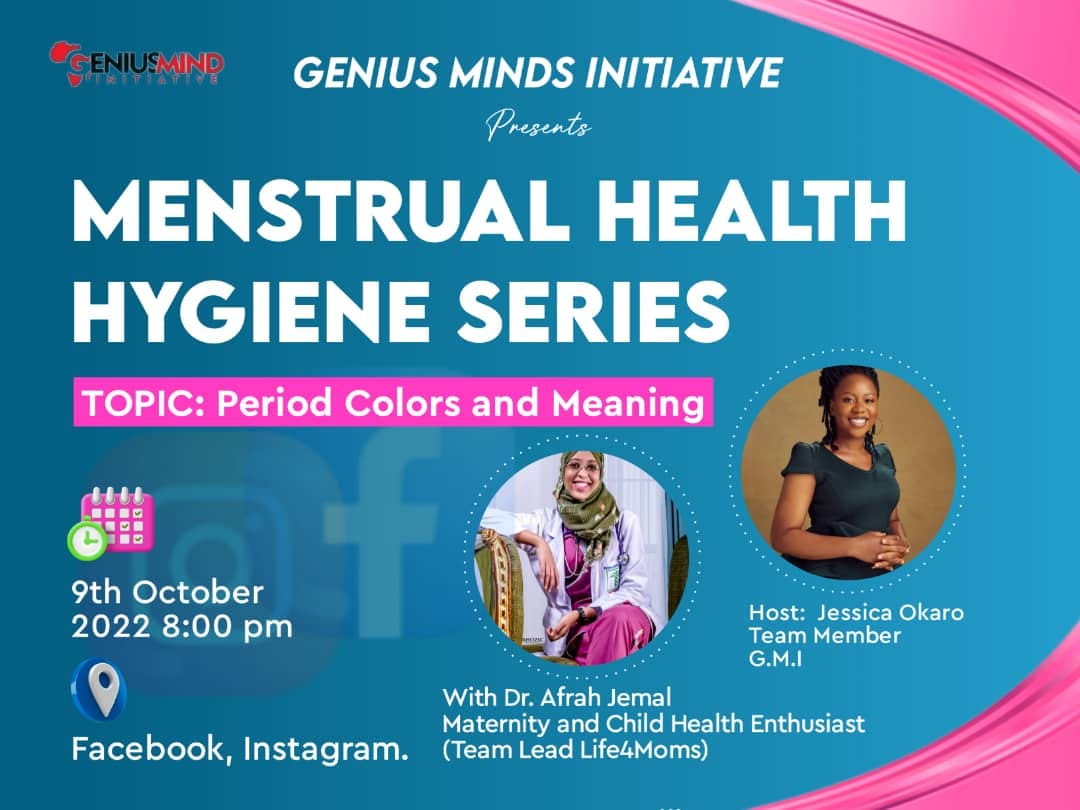 GENIUSMIND
INITIATIVE
GENIUS MINDS INITIATIVE
Presents
MENSTRUAL HEALTH
HYGIENE SERIES
TOPIC: Period Colors and Meaning
9th October
2022 8:00 pm
Facebook, Instagram.
With Dr. Afrah Jemal
Maternity and Child Health Enthusiast
(Team Lead Life4Moms)
Host: Jessica Okaro
Team Member
G.M.I